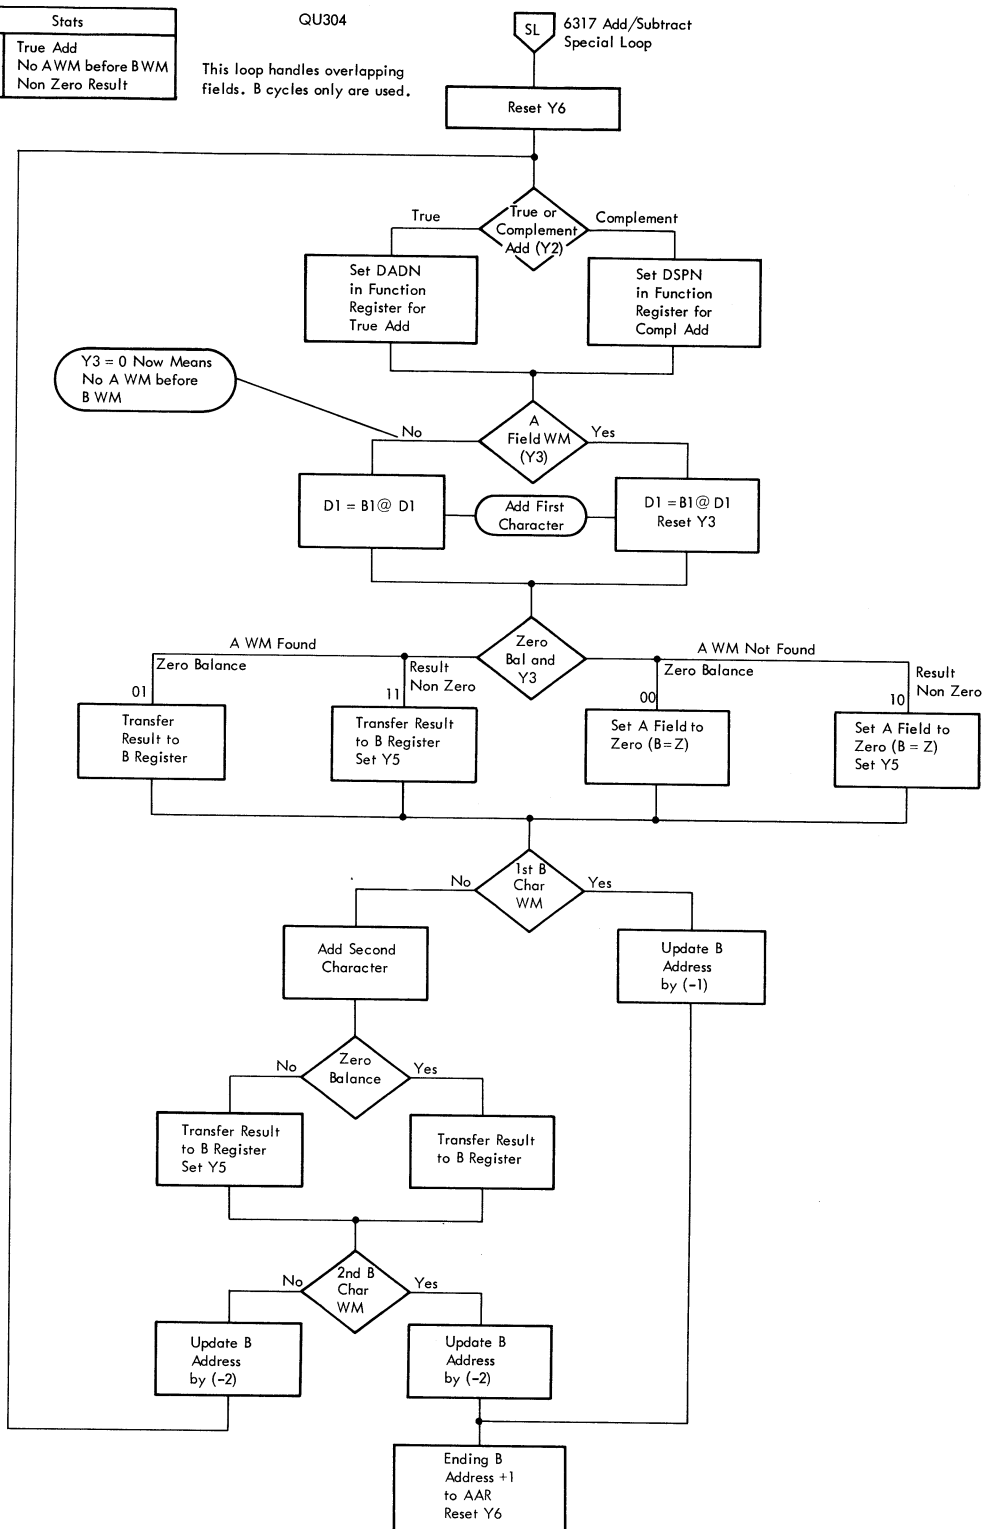 Stats
True Add
No A WM before B WM
Non Zero Result
QU304
This loop handles overlapping
fields. B cycles only are used.
SL
6317 Add/Subtract
Special Loop
Reset Y6
True or
Complement
Add (Y2)
True
Complement
Set DADN
in Function
Register for
True Add
Set DSPN
in Function
Register for
Compl Add
Y3 = 0 Now Means
No A WM before
B WM
A
Field WM
(Y3)
No
Yes
D1 = B1@ D1
Add First
Character
D1 = B1@ D1
Reset Y3
Zero
Bal and
Y3
A WM Found
A WM Not Found
Zero Balance
Result
Non Zero
Zero Balance
Result
Non Zero
01
11
00
10
Transfer
Result to
B Register
Transfer Result
to B Register
Set Y5
Set A Field to
Zero (B=Z)
Set A Field to
Zero (B = Z)
Set Y5
1st B
Char
WM
No
Yes
Add Second
Character
Update B
Address
by (-1)
Zero
Balance
No
Yes
Transfer Result
to B Register
Set Y5
Transfer Result
to B Register
2nd B
Char
WM
No
Yes
Update B
Address
by (-2)
Update B
Address
by (-2)
Ending B
Address +1
to AAR
Reset Y6